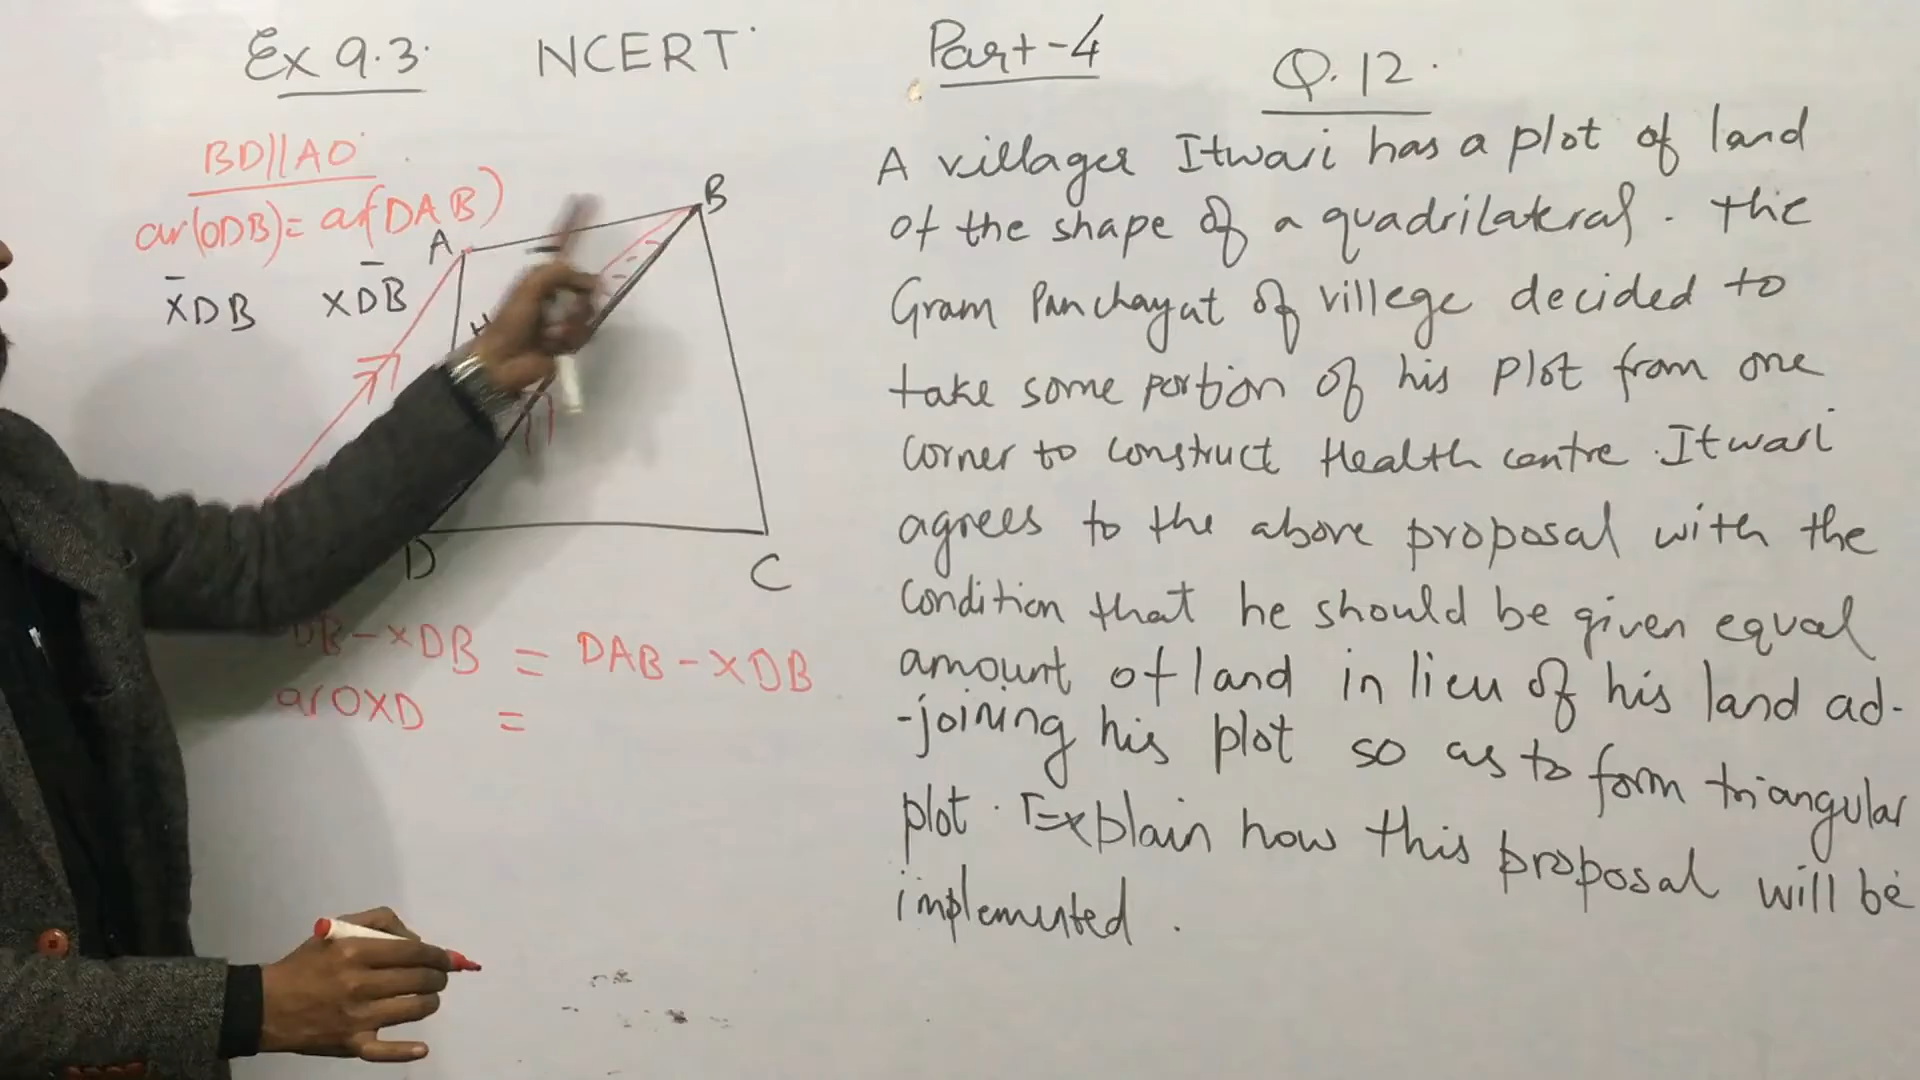 Ex 9.3. NCERT Part-4
Q.12.
BD||AO
ar(ODB)= ar(DAB)
XDB XDB
A
B
D
C
DB-XDB = DAB-XDB
arOXD =
A villager Itwari has a plot of land
of the shape of a quadrilateral. The
Gram Panchayat of villege decided to
take some portion of his plot from one
corner to construct Health centre. Itwari
agrees to the above proposal with the
condition that he should be given equal
amount of land in lieu of his land ad-
-joining his plot so as to form triangular
plot. Explain how this proposal will be
implemented.